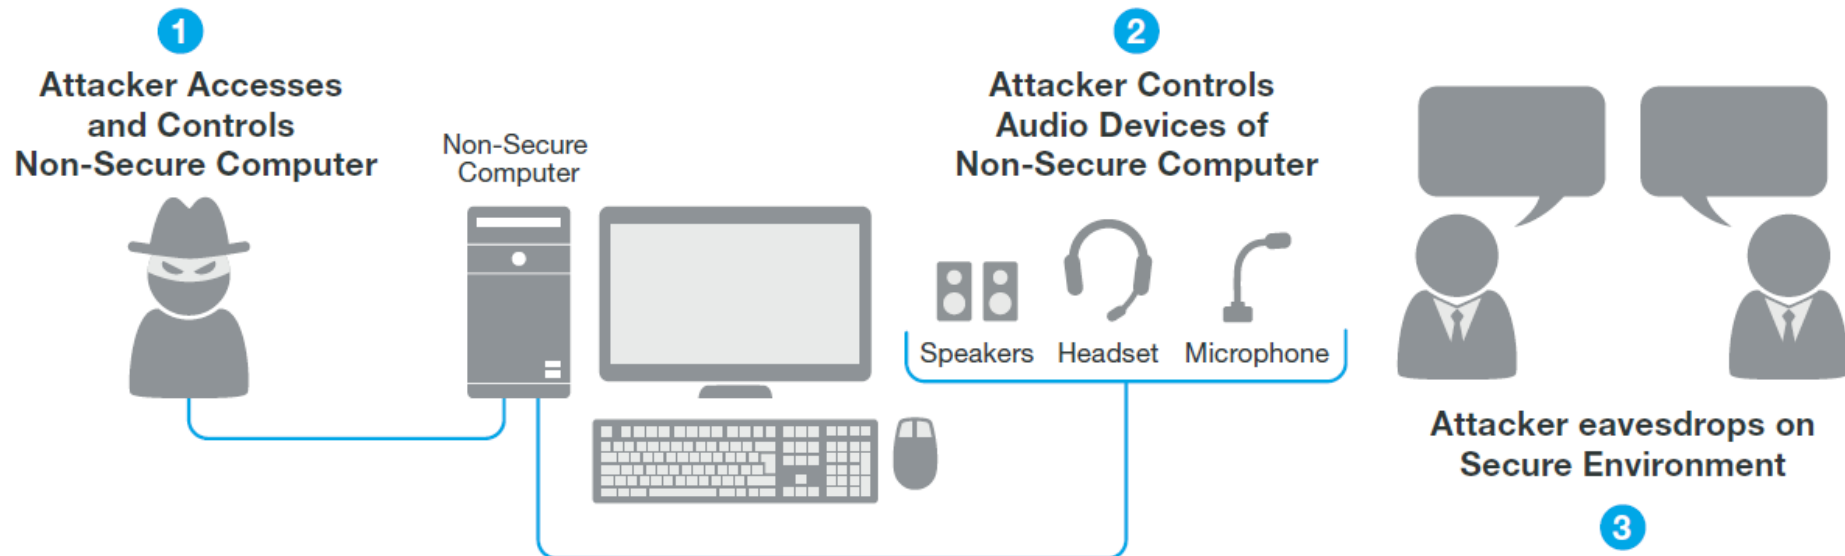 1
Attacker Accesses
and Controls
Non-Secure Computer
Non-Secure
Computer
2
Attacker Controls
Audio Devices of
Non-Secure Computer
Speakers
Headset
Microphone
Attacker eavesdrops on
Secure Environment
3